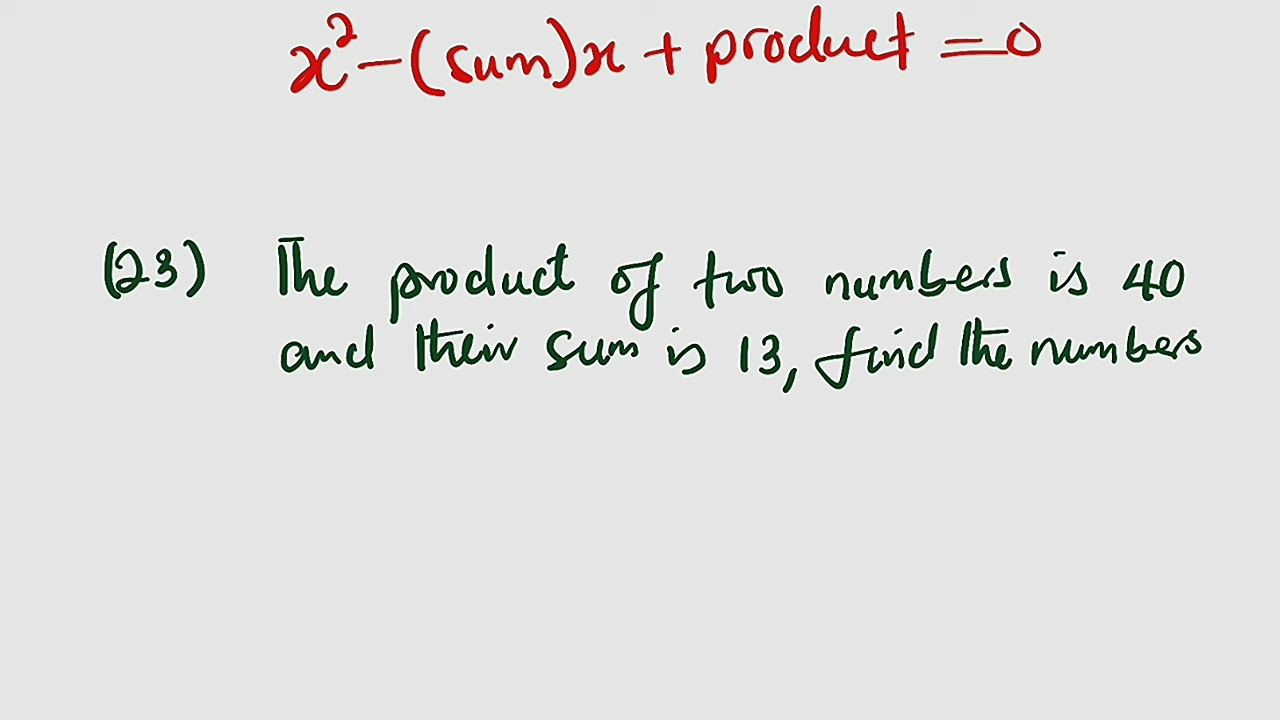 x² - (sum)x + product = 0
(23) The product of two numbers is 40
and their sum is 13, find the numbers